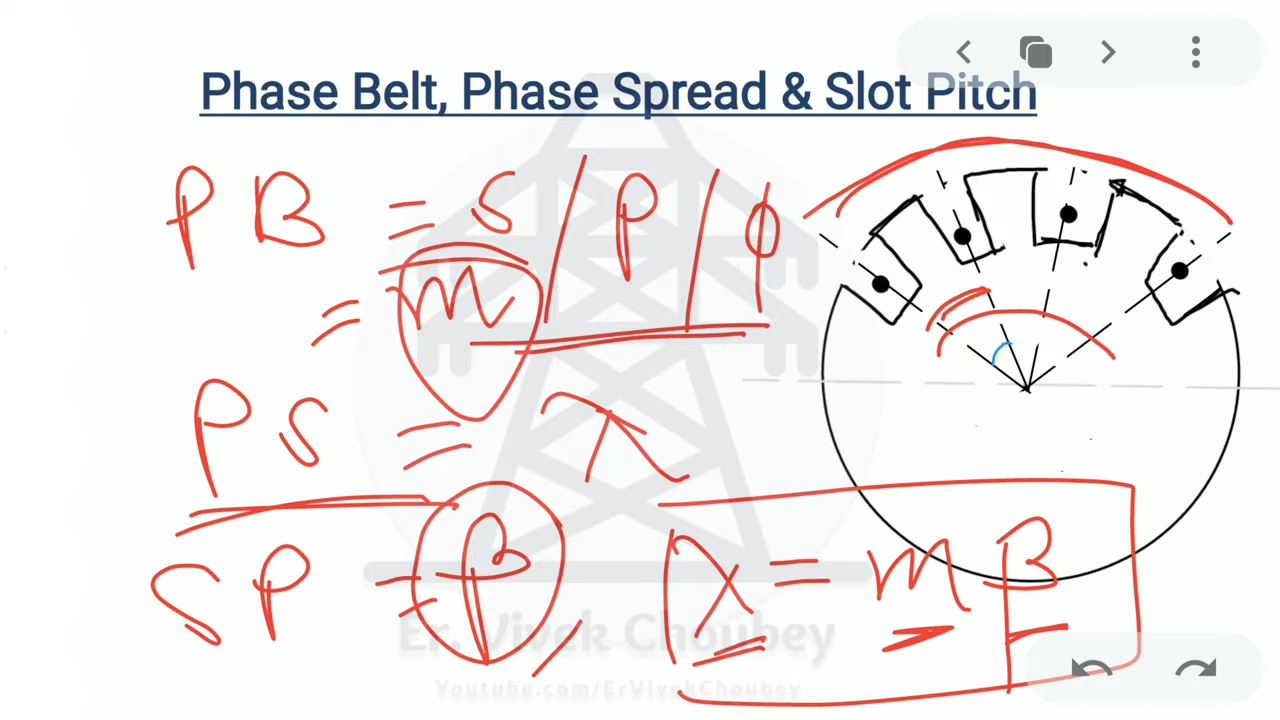 Phase Belt, Phase Spread & Slot Pitch
PB = S/P/φ
= m
PS = λ
SP = β, λ = mβ
Er. Vivek Choubey
Youtube.com/ErVivekChoubey